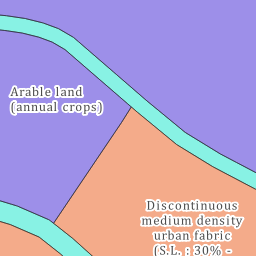 Arable land
(annual crops)
Discontinuous
medium density
urban fabric
(S.L. : 30% -